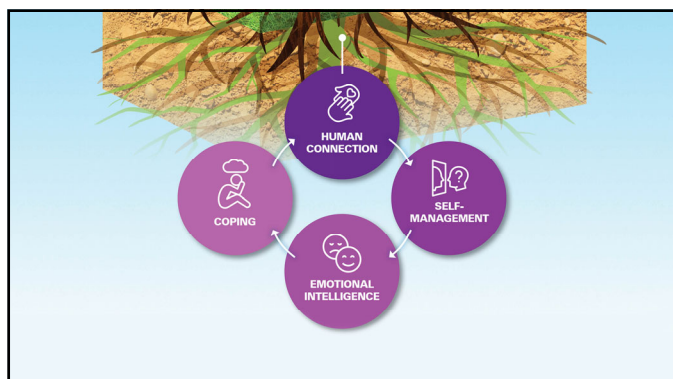 HUMAN
CONNECTION
SELF-
MANAGEMENT
EMOTIONAL
INTELLIGENCE
COPING